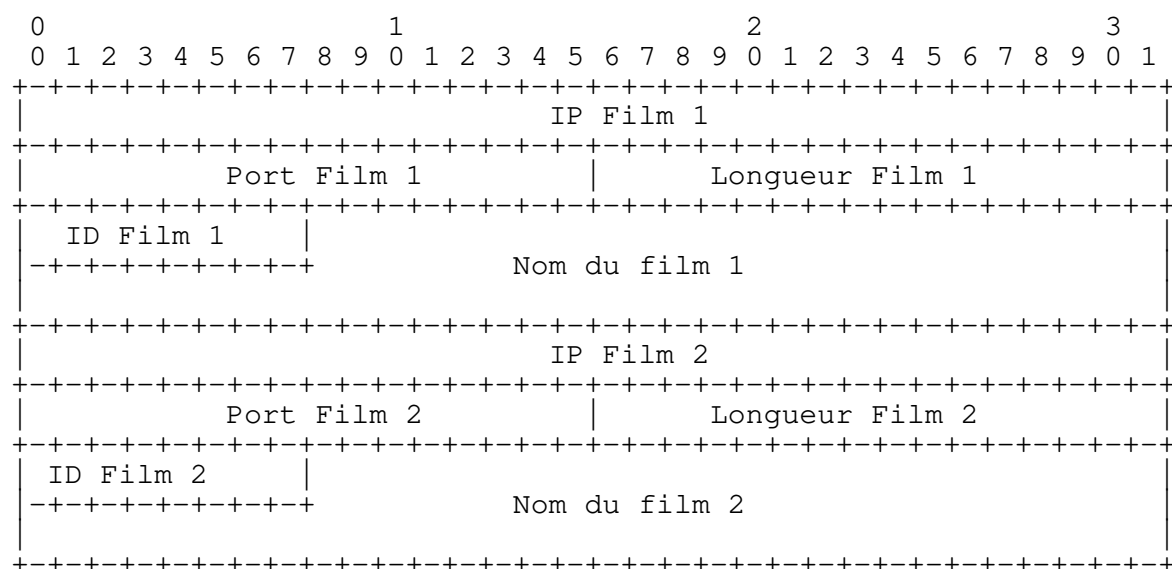 0 1 2 3
0 1 2 3 4 5 6 7 8 9 0 1 2 3 4 5 6 7 8 9 0 1 2 3 4 5 6 7 8 9 0 1
+-+-+-+-+-+-+-+-+-+-+-+-+-+-+-+-+-+-+-+-+-+-+-+-+-+-+-+-+-+-+-+-+
| IP Film 1 |
+-+-+-+-+-+-+-+-+-+-+-+-+-+-+-+-+-+-+-+-+-+-+-+-+-+-+-+-+-+-+-+-+
| Port Film 1 | Longueur Film 1 |
+-+-+-+-+-+-+-+-+-+-+-+-+-+-+-+-+-+-+-+-+-+-+-+-+-+-+-+-+-+-+-+-+
| ID Film 1 | |
|-+-+-+-+-+-+-+-+ Nom du film 1 |
| |
+-+-+-+-+-+-+-+-+-+-+-+-+-+-+-+-+-+-+-+-+-+-+-+-+-+-+-+-+-+-+-+-+
| IP Film 2 |
+-+-+-+-+-+-+-+-+-+-+-+-+-+-+-+-+-+-+-+-+-+-+-+-+-+-+-+-+-+-+-+-+
| Port Film 2 | Longueur Film 2 |
+-+-+-+-+-+-+-+-+-+-+-+-+-+-+-+-+-+-+-+-+-+-+-+-+-+-+-+-+-+-+-+-+
| ID Film 2 | |
|-+-+-+-+-+-+-+-+ Nom du film 2 |
| |
+-+-+-+-+-+-+-+-+-+-+-+-+-+-+-+-+-+-+-+-+-+-+-+-+-+-+-+-+-+-+-+-+